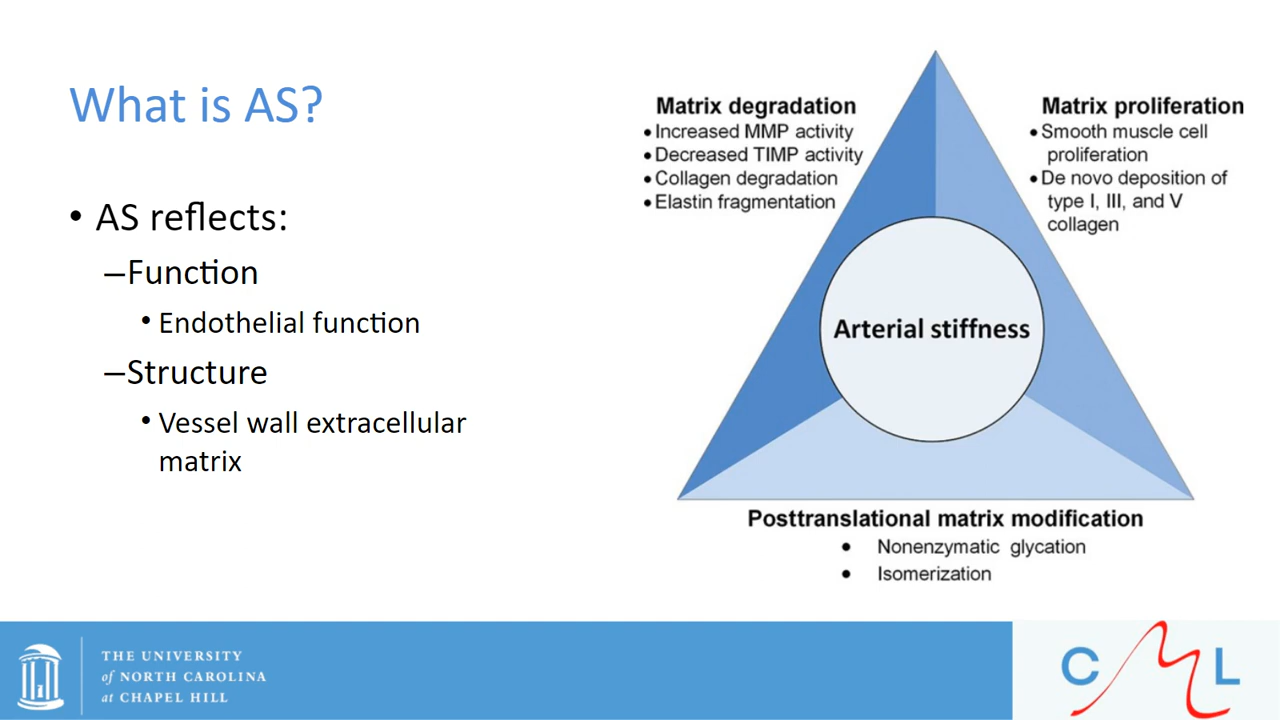 What is AS?
• AS reflects:
–Function
• Endothelial function
–Structure
• Vessel wall extracellular
matrix
Matrix degradation
• Increased MMP activity
• Decreased TIMP activity
• Collagen degradation
• Elastin fragmentation
Matrix proliferation
• Smooth muscle cell
proliferation
• De novo deposition of
type I, III, and V
collagen
Arterial stiffness
Posttranslational matrix modification
• Nonenzymatic glycation
• Isomerization
THE UNIVERSITY
of NORTH CAROLINA
at CHAPEL HILL
CML